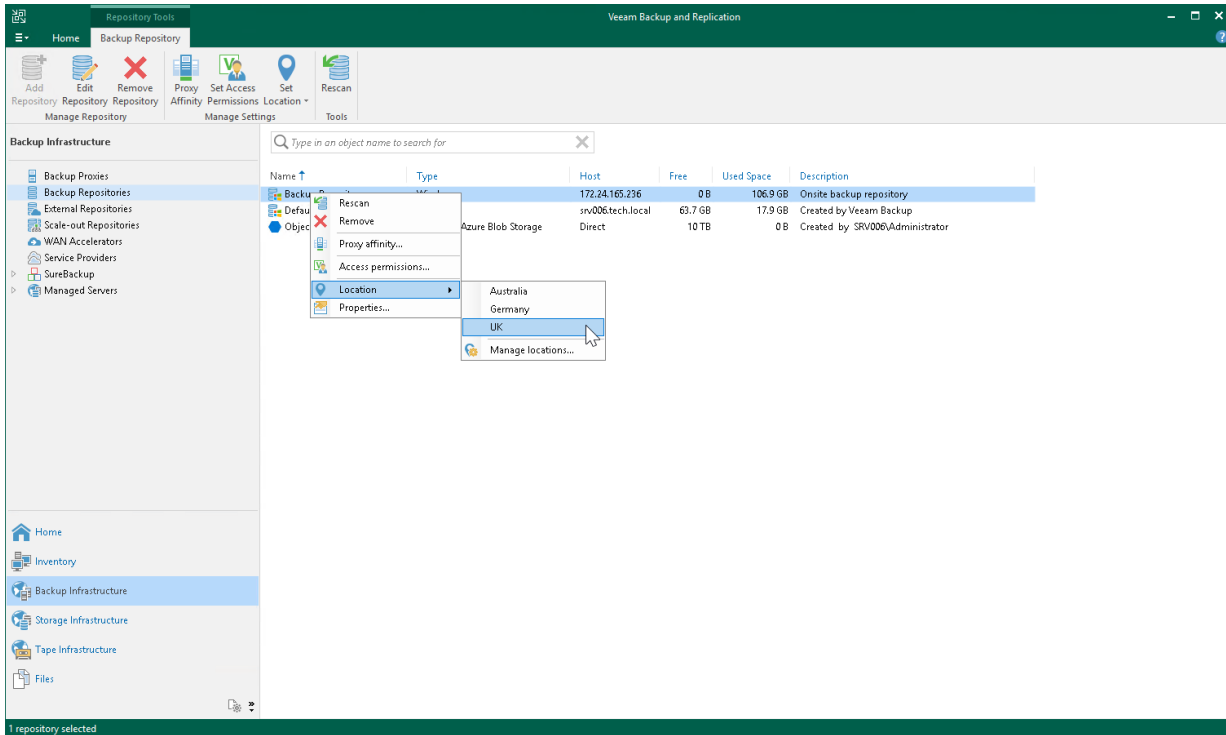 Repository Tools
Veeam Backup and Replication
Home Backup Repository
Add Repository
Edit Repository
Remove Repository
Proxy Affinity
Set Access Permissions
Set Location
Rescan
Manage Repository
Manage Settings
Tools
Backup Infrastructure
Type in an object name to search for
Backup Proxies
Backup Repositories
External Repositories
Scale-out Repositories
WAN Accelerators
Service Providers
SureBackup
Managed Servers
Name Type Host Free Used Space Description
172.24.165.236 0 B 106.9 GB Onsite backup repository
Defau srv006.tech.local 63.7 GB 17.9 GB Created by Veeam Backup
Objec Azure Blob Storage Direct 10 TB 0 B Created by SRV006\Administrator
Rescan
Remove
Proxy affinity...
Access permissions...
Location
Properties...
Australia
Germany
UK
Manage locations...
Home
Inventory
Backup Infrastructure
Storage Infrastructure
Tape Infrastructure
Files
1 repository selected